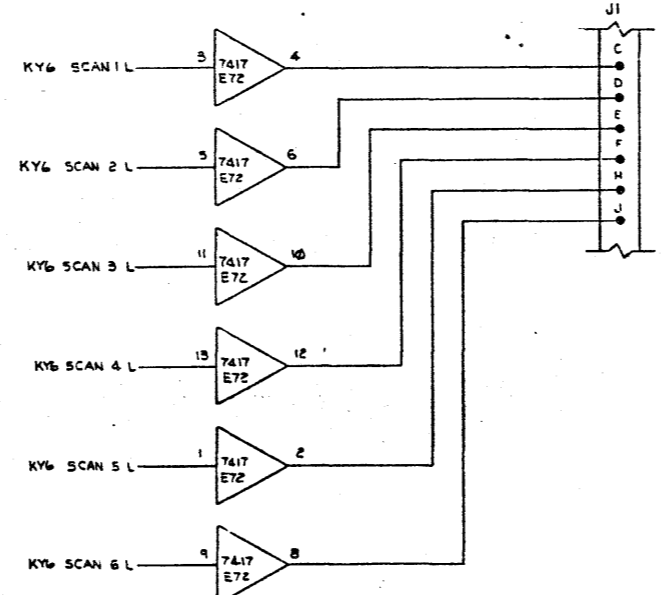 J1
C
KY6 SCAN 1 L 3 7417 4
E72
D
E
KY6 SCAN 2 L 5 7417 6
E72
F
H
J
KY6 SCAN 3 L 11 7417 10
E72
KY6 SCAN 4 L 13 7417 12
E72
KY6 SCAN 5 L 1 7417 2
E72
KY6 SCAN 6 L 9 7417 8
E72